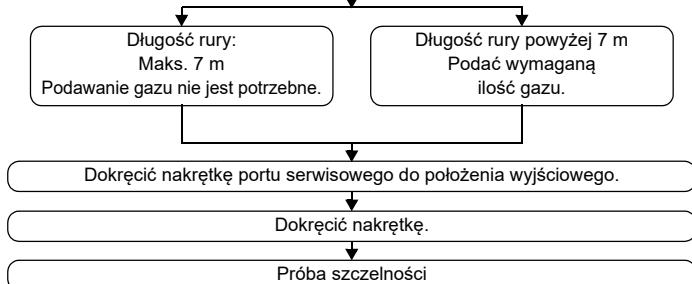 Długość rury:
Maks. 7 m
Podawanie gazu nie jest potrzebne.
Długość rury powyżej 7 m
Podać wymaganą
ilość gazu.
Dokręcić nakrętkę portu serwisowego do położenia wyjściowego.
Dokręcić nakrętkę.
Próba szczelności